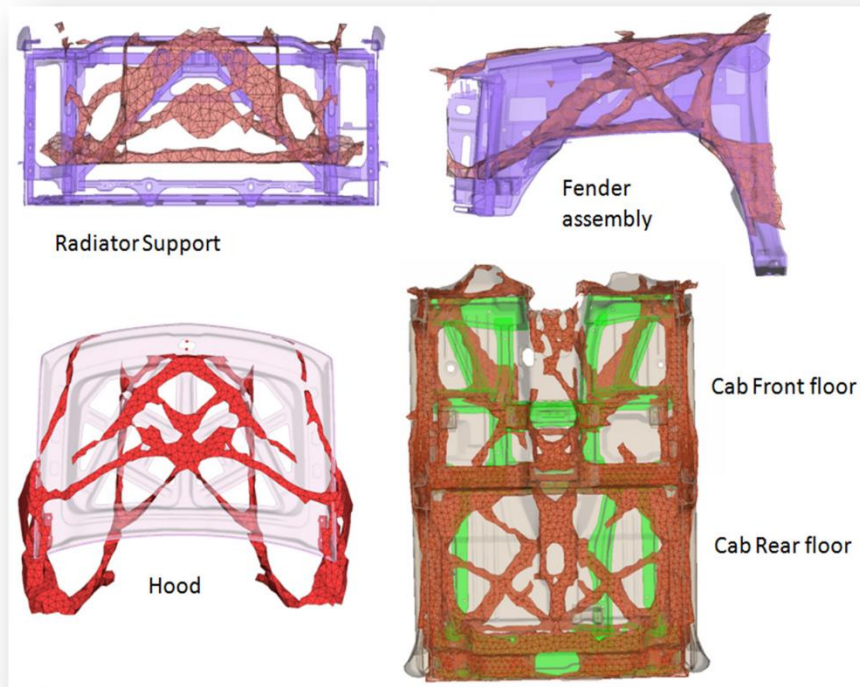 Radiator Support
Fender
assembly
Cab Front floor
Cab Rear floor
Hood